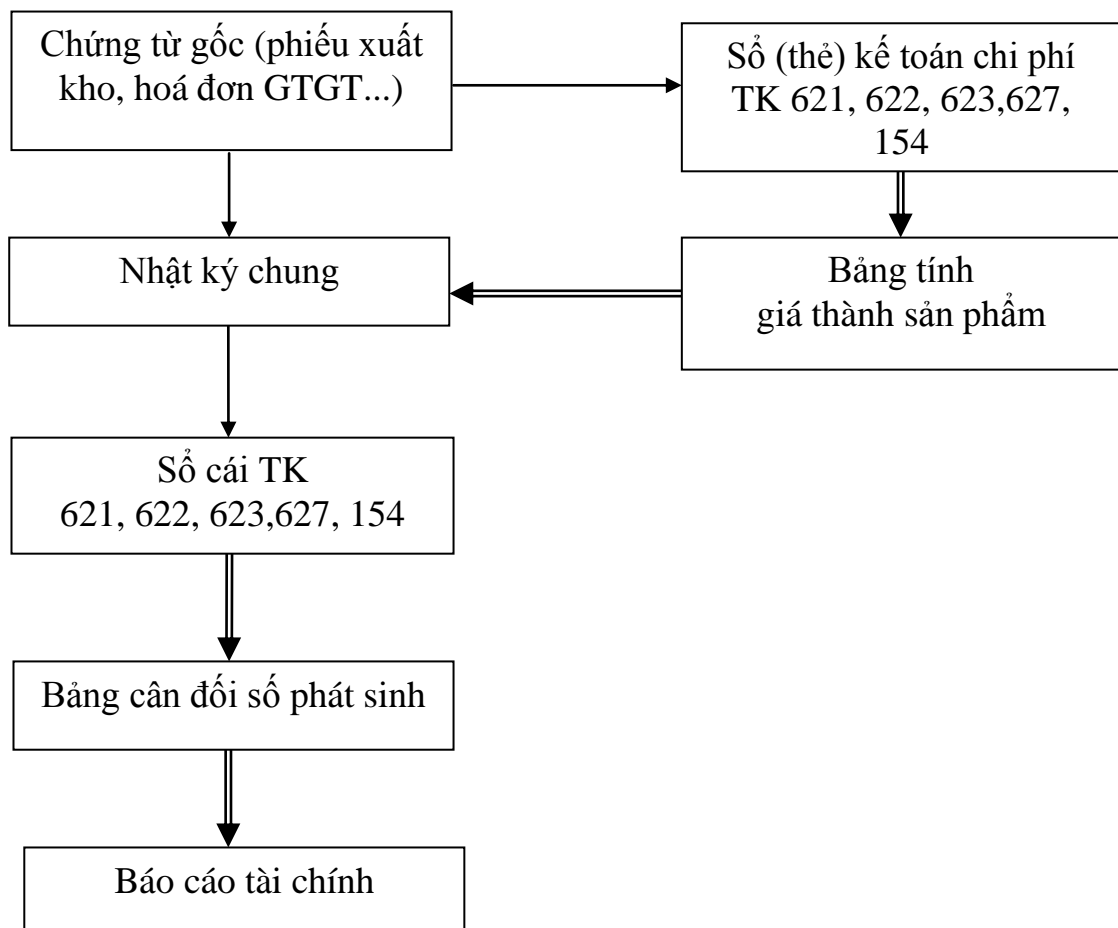 Chứng từ gốc (phiếu xuất
kho, hoá đơn GTGT...)
Sổ (thẻ) kế toán chi phí
TK 621, 622, 623,627,
154
Nhật ký chung
Bảng tính
giá thành sản phẩm
Sổ cái TK
621, 622, 623,627, 154
Bảng cân đối số phát sinh
Báo cáo tài chính